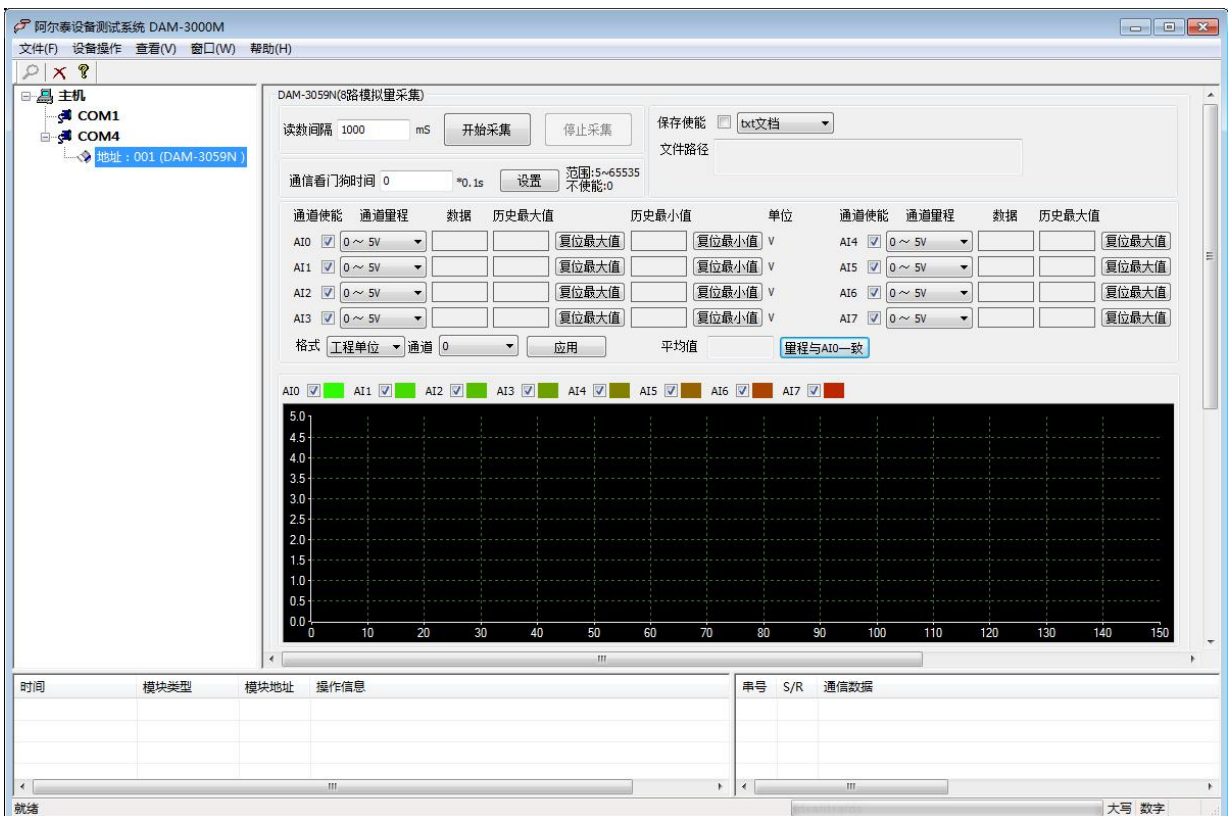 阿尔泰设备测试系统 DAM-3000M
文件(F) 设备操作 查看(V) 窗口(W) 帮助(H)
主机
COM1
COM4
地址：001 (DAM-3059N )
DAM-3059N(8路模拟量采集)
读数间隔 1000 mS 开始采集 停止采集
保存使能 txt文档
文件路径
通信看门狗时间 0 *0.1s 设置 范围:5~65535
不使能:0
通道使能 通道里程 数据 历史最大值 历史最小值 单位 通道使能 通道里程 数据 历史最大值
AI0 0～ 5V 复位最大值 复位最小值 V AI4 0～ 5V 复位最大值
AI1 0～ 5V 复位最大值 复位最小值 V AI5 0～ 5V 复位最大值
AI2 0～ 5V 复位最大值 复位最小值 V AI6 0～ 5V 复位最大值
AI3 0～ 5V 复位最大值 复位最小值 V AI7 0～ 5V 复位最大值
格式 工程单位 通道 0 应用 平均值 里程与AI0一致
AI0 AI1 AI2 AI3 AI4 AI5 AI6 AI7
5.0
4.5
4.0
3.5
3.0
2.5
2.0
1.5
1.0
0.5
0.0
0 10 20 30 40 50 60 70 80 90 100 110 120 130 140 150
时间 模块类型 模块地址 操作信息 串号 S/R 通信数据
就绪 大写 数字